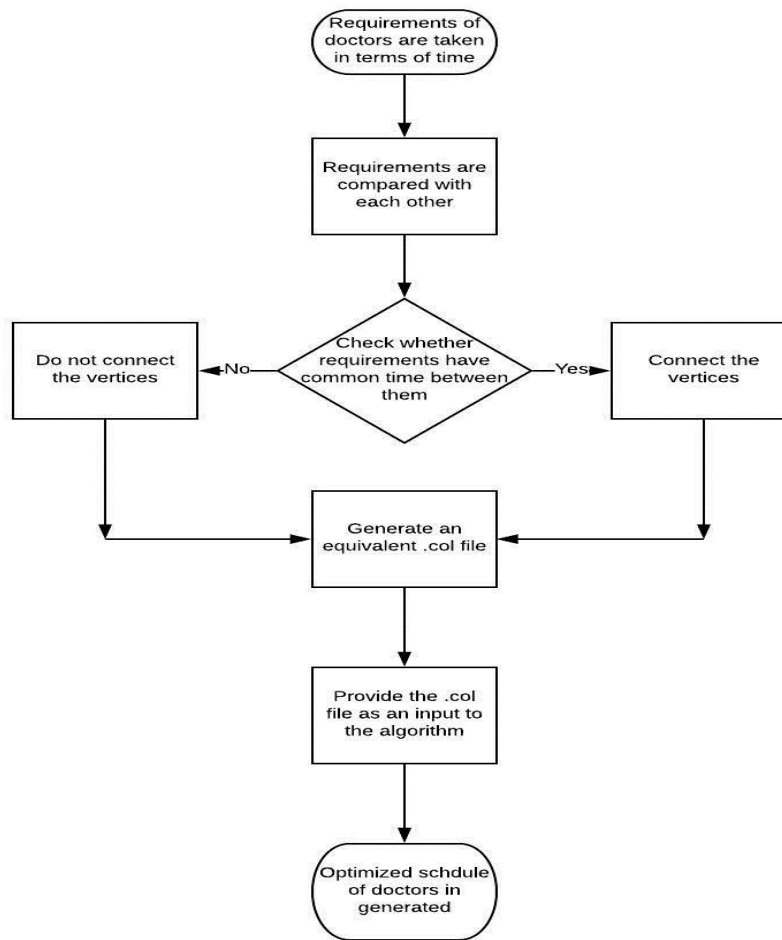 Requirements of
doctors are taken
in terms of time
Requirements are
compared with
each other
Check whether
requirements have
common time between
them
No
Do not connect
the vertices
Yes
Connect the
vertices
Generate an
equivalent .col file
Provide the .col
file as an input to
the algorithm
Optimized schdule
of doctors in
generated